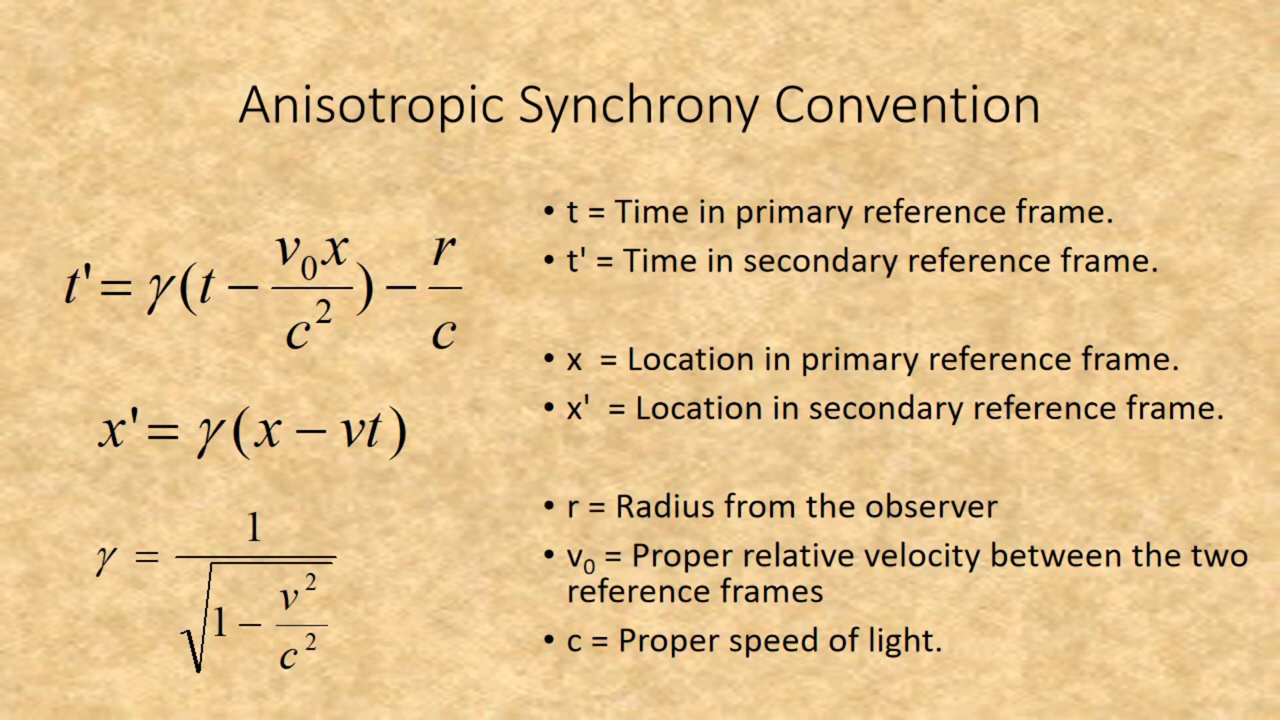 Anisotropic Synchrony Convention
t' = γ(t − v₀x/c²) − r/c
x' = γ(x − vt)
γ = 1/√(1 − v²/c²)
• t = Time in primary reference frame.
• t' = Time in secondary reference frame.
• x  = Location in primary reference frame.
• x'  = Location in secondary reference frame.
• r = Radius from the observer
• v₀ = Proper relative velocity between the two
reference frames
• c = Proper speed of light.